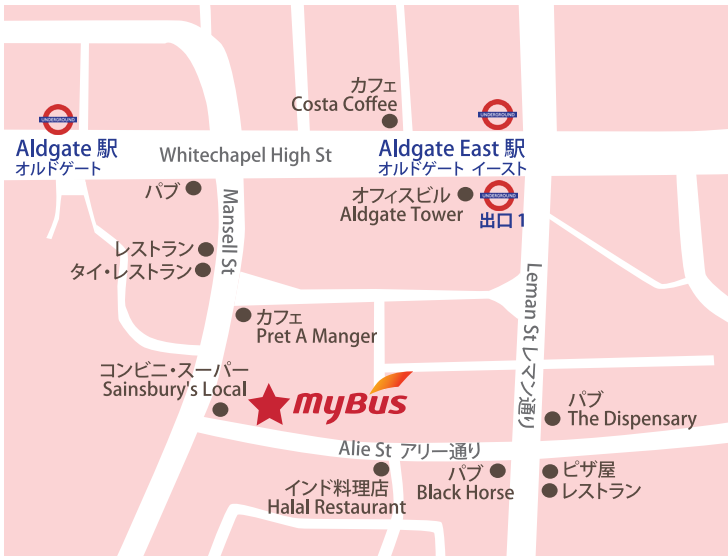 カフェ
Costa Coffee
UNDERGROUND
UNDERGROUND
Aldgate 駅
オルドゲート
Whitechapel High St
Aldgate East 駅
オルドゲート イースト
パブ
オフィスビル
Aldgate Tower
UNDERGROUND
出口 1
Mansell St
レストラン
タイ・レストラン
Leman St レマン通り
カフェ
Pret A Manger
コンビニ・スーパー
Sainsbury's Local
myBus
パブ
The Dispensary
Alie St アリー通り
インド料理店
Halal Restaurant
パブ
Black Horse
ピザ屋
レストラン